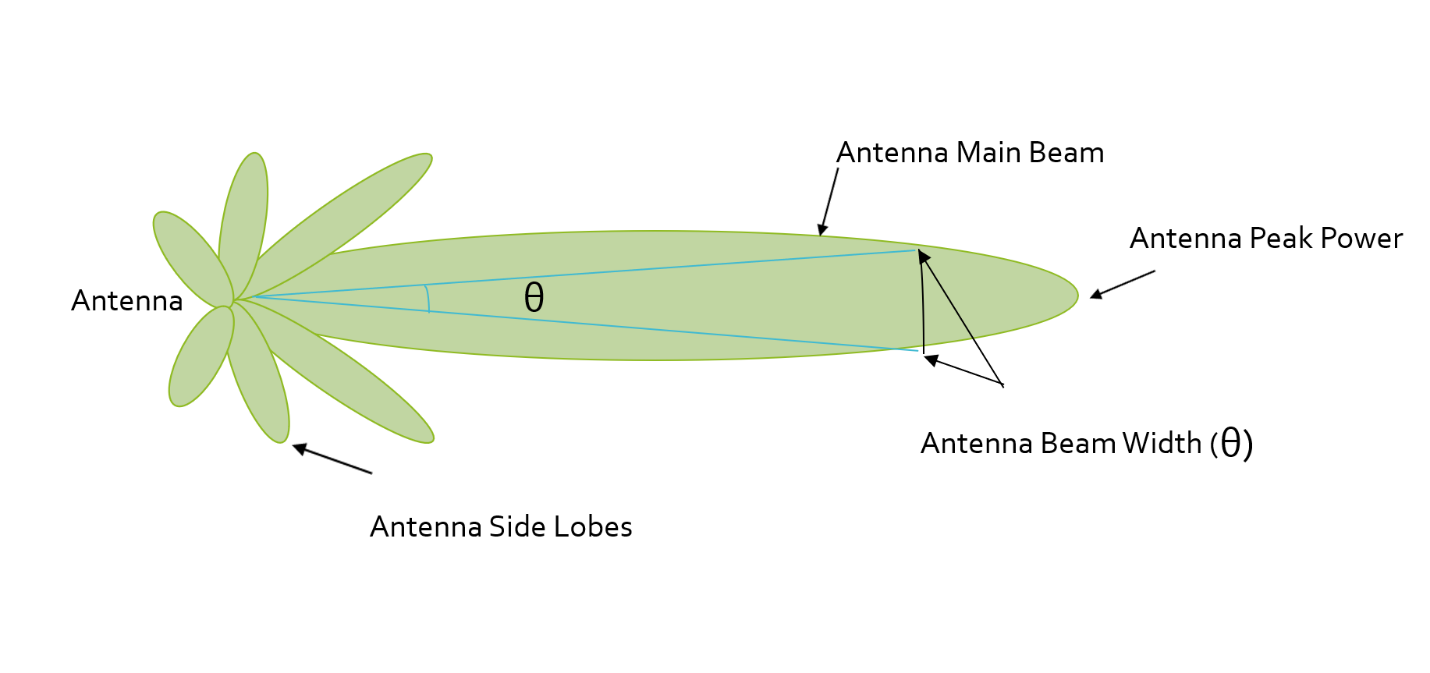 Antenna Main Beam
Antenna Peak Power
Antenna
θ
Antenna Beam Width (θ)
Antenna Side Lobes